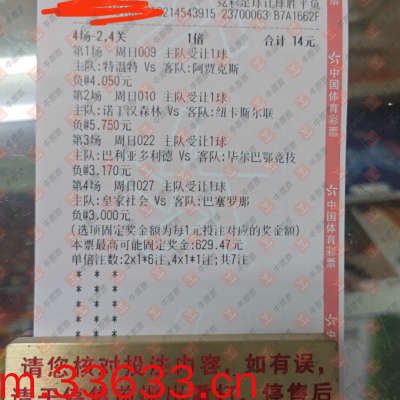 竞彩足球让球胜平负
0214543915 23700063 B7A1662F
4场-2,4关 1倍 合计 14元
第1场 周日009 主队受让1球
主队:特温特 Vs 客队:阿贾克斯
负@4.050元
第2场 周日010 主队受让1球
主队:诺丁汉森林 Vs 客队:纽卡斯尔联
负@5.750元
第3场 周日022 主队受让1球
主队:巴利亚多利德 Vs 客队:毕尔巴鄂竞技
负@3.170元
第4场 周日027 主队受让1球
主队:皇家社会 Vs 客队:巴塞罗那
负@3.000元
(选项固定奖金额为每1元投注对应的奖金额)
本票最高可能固定奖金:629.47元
单倍注数:2x1*6注,4x1*1注;共7注
* * *
* * *
* * *
中国体育彩票
中国体育彩票
请您核对投注内容，如有误，
m.33633.cn
停售后